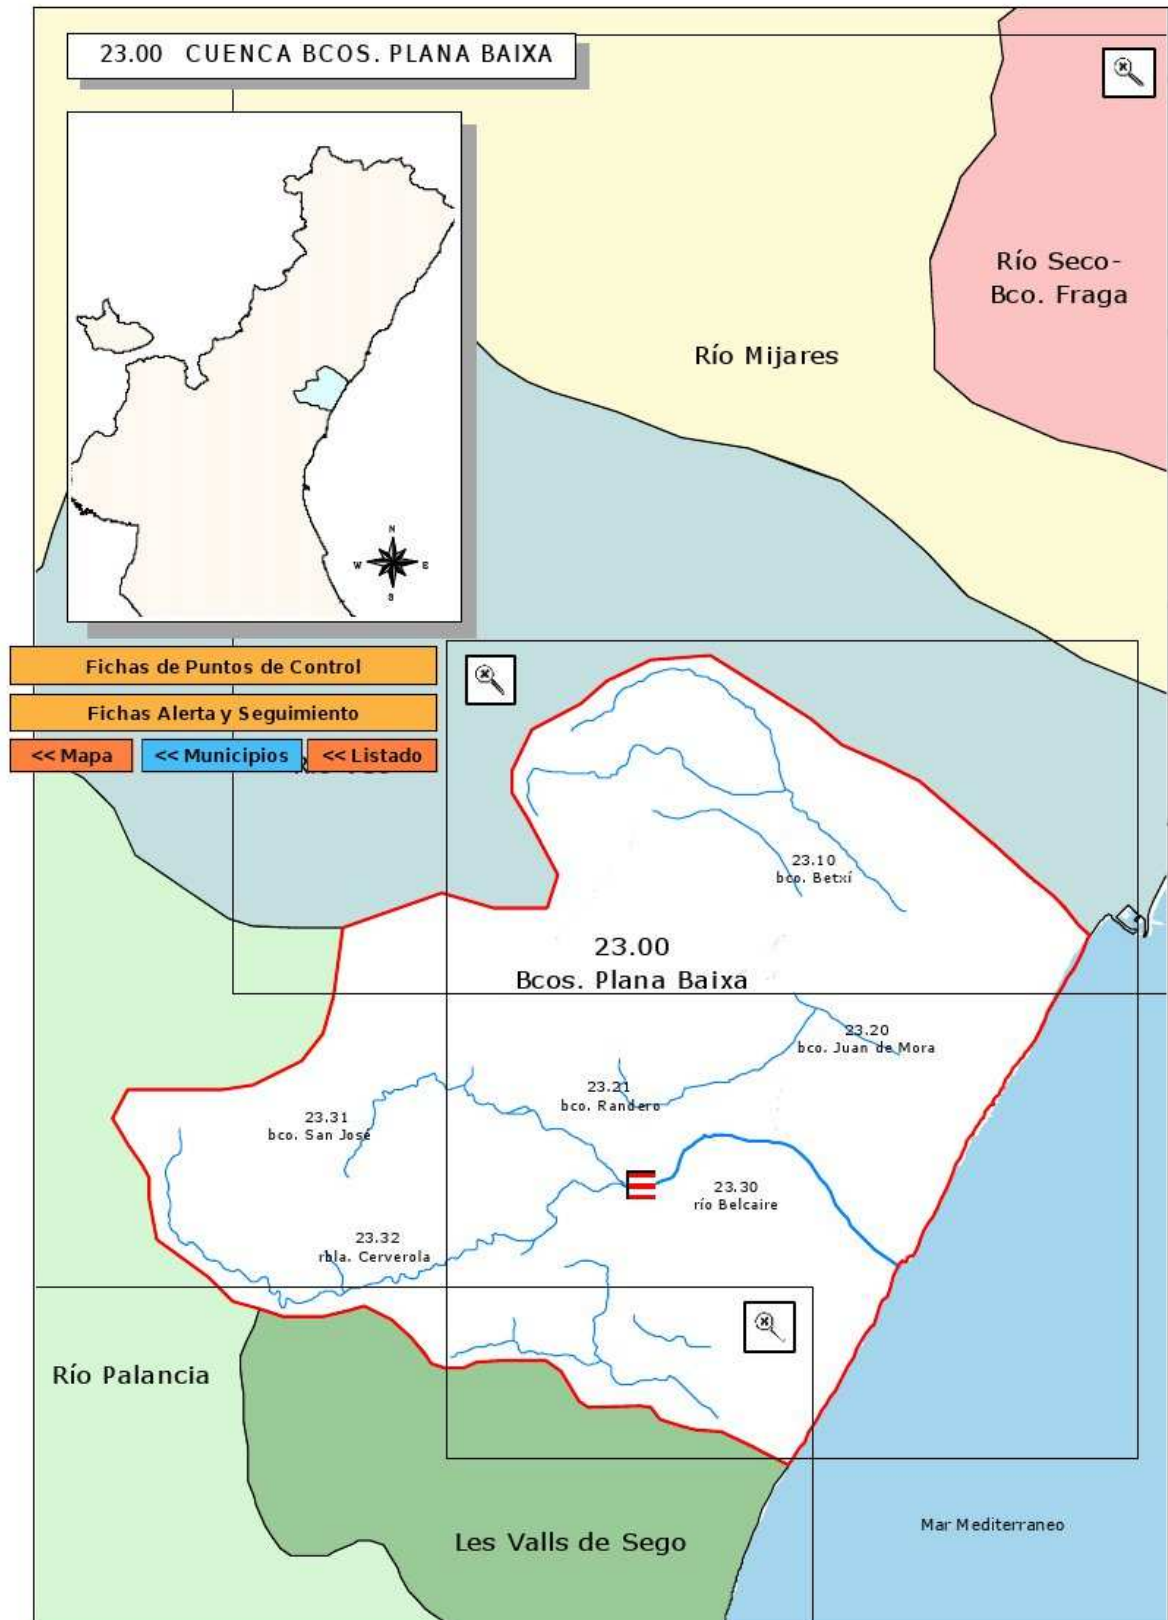 23.00 CUENCA BCOS. PLANA BAIXA
Río Seco-
Bco. Fraga
Río Mijares
N
W E
S
Fichas de Puntos de Control
Fichas Alerta y Seguimiento
<< Mapa
<< Municipios
<< Listado
23.10
bco. Betxí
23.00
Bcos. Plana Baixa
23.20
bco. Juan de Mora
23.21
bco. Randero
23.31
bco. San José
23.30
río Belcaire
23.32
rbla. Cerverola
Río Palancia
Les Valls de Sego
Mar Mediterraneo